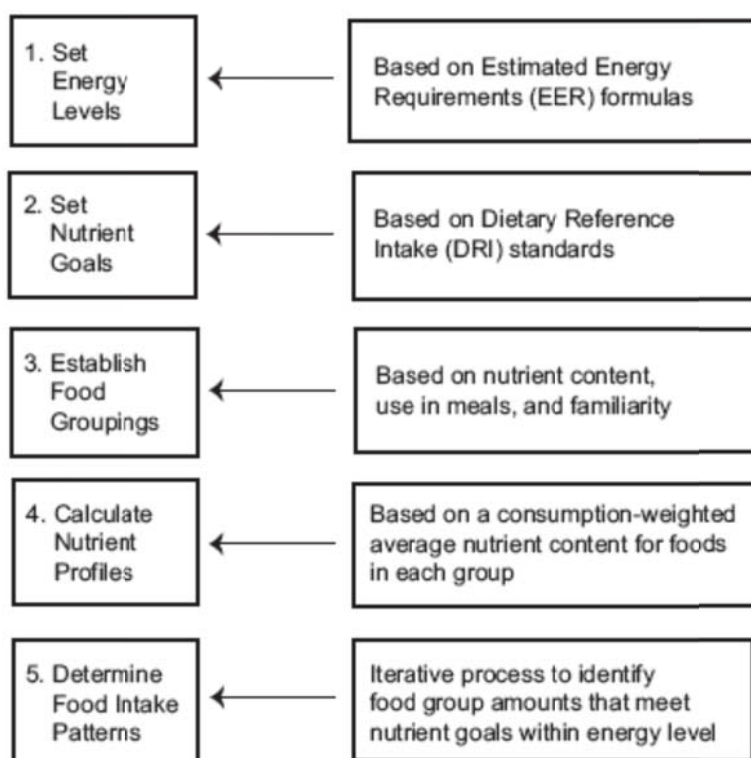 1. Set
Energy
Levels
Based on Estimated Energy
Requirements (EER) formulas
2. Set
Nutrient
Goals
Based on Dietary Reference
Intake (DRI) standards
3. Establish
Food
Groupings
Based on nutrient content,
use in meals, and familiarity
4. Calculate
Nutrient
Profiles
Based on a consumption-weighted
average nutrient content for foods
in each group
5. Determine
Food Intake
Patterns
Iterative process to identify
food group amounts that meet
nutrient goals within energy level